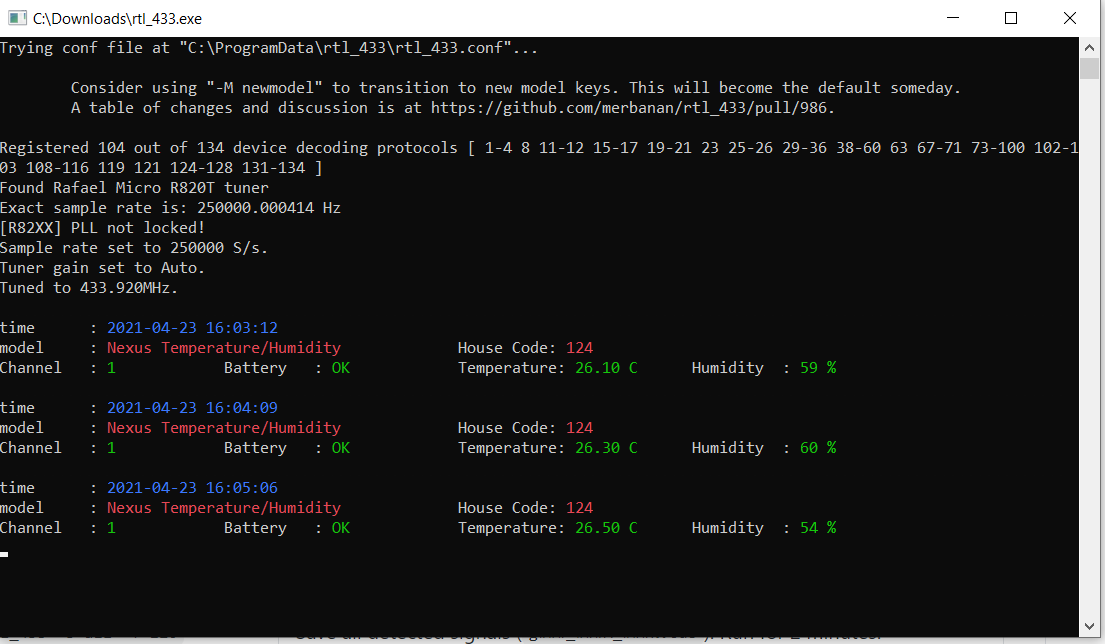 C:\Downloads\rtl_433.exe
Trying conf file at "C:\ProgramData\rtl_433\rtl_433.conf"...
Consider using "-M newmodel" to transition to new model keys. This will become the default someday.
A table of changes and discussion is at https://github.com/merbanan/rtl_433/pull/986.
Registered 104 out of 134 device decoding protocols [ 1-4 8 11-12 15-17 19-21 23 25-26 29-36 38-60 63 67-71 73-100 102-1
03 108-116 119 121 124-128 131-134 ]
Found Rafael Micro R820T tuner
Exact sample rate is: 250000.000414 Hz
[R82XX] PLL not locked!
Sample rate set to 250000 S/s.
Tuner gain set to Auto.
Tuned to 433.920MHz.
time : 2021-04-23 16:03:12
model : Nexus Temperature/Humidity House Code: 124
Channel : 1 Battery : OK Temperature: 26.10 C Humidity : 59 %
time : 2021-04-23 16:04:09
model : Nexus Temperature/Humidity House Code: 124
Channel : 1 Battery : OK Temperature: 26.30 C Humidity : 60 %
time : 2021-04-23 16:05:06
model : Nexus Temperature/Humidity House Code: 124
Channel : 1 Battery : OK Temperature: 26.50 C Humidity : 54 %